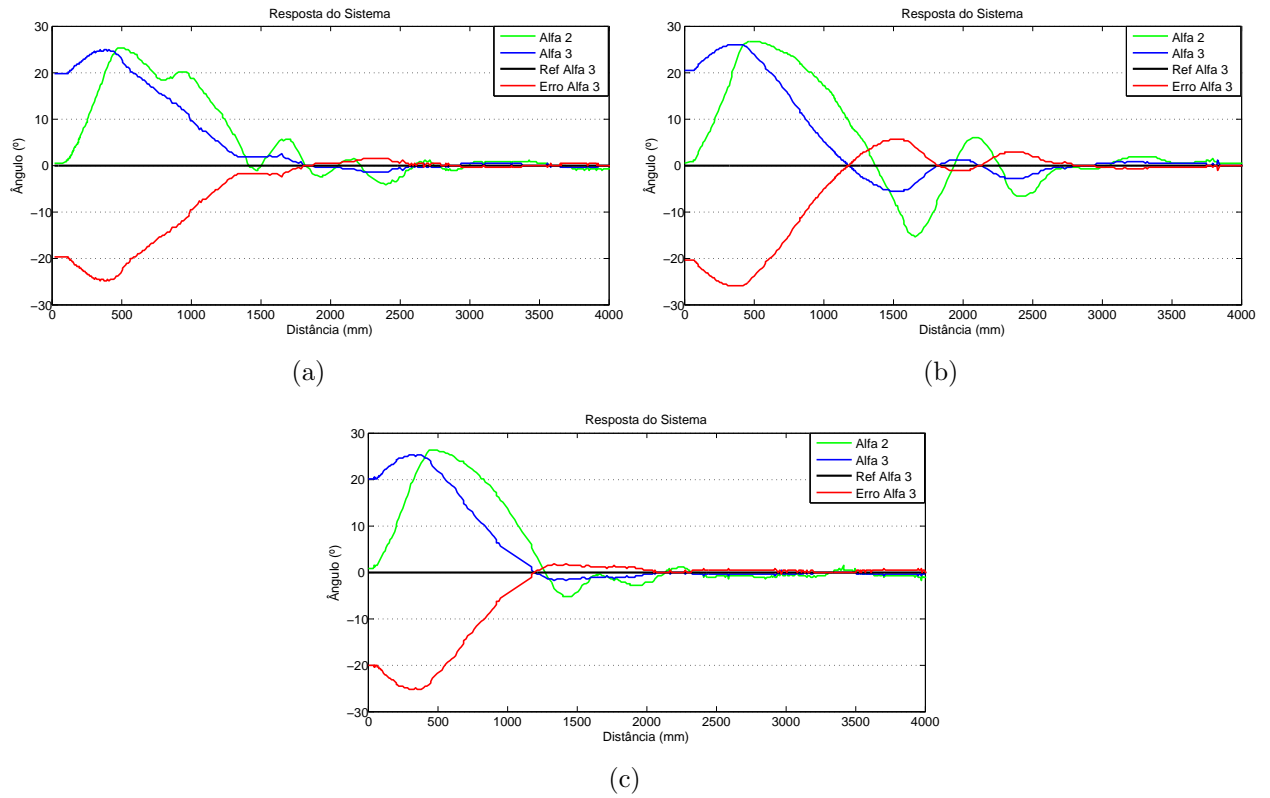 Resposta do Sistema
Ângulo (º)
30
20
10
0
−10
−20
−30
0 500 1000 1500 2000 2500 3000 3500 4000
Distância (mm)
Alfa 2
Alfa 3
Ref Alfa 3
Erro Alfa 3
(a)
Resposta do Sistema
Ângulo (º)
30
20
10
0
−10
−20
−30
0 500 1000 1500 2000 2500 3000 3500 4000
Distância (mm)
Alfa 2
Alfa 3
Ref Alfa 3
Erro Alfa 3
(b)
Resposta do Sistema
Ângulo (º)
30
20
10
0
−10
−20
−30
0 500 1000 1500 2000 2500 3000 3500 4000
Distância (mm)
Alfa 2
Alfa 3
Ref Alfa 3
Erro Alfa 3
(c)